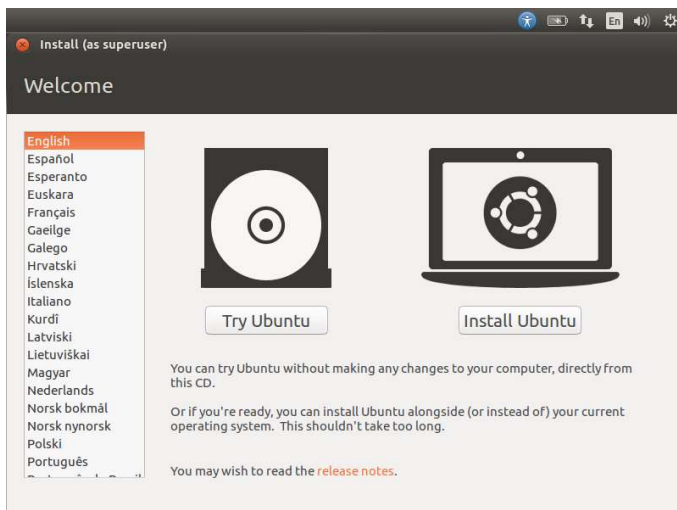 En
Install (as superuser)
Welcome
English
Español
Esperanto
Euskara
Français
Gaeilge
Galego
Hrvatski
Íslenska
Italiano
Kurdî
Latviski
Lietuviškai
Magyar
Nederlands
Norsk bokmål
Norsk nynorsk
Polski
Português
Try Ubuntu
Install Ubuntu
You can try Ubuntu without making any changes to your computer, directly from
this CD.
Or if you're ready, you can install Ubuntu alongside (or instead of) your current
operating system. This shouldn't take too long.
You may wish to read the release notes.